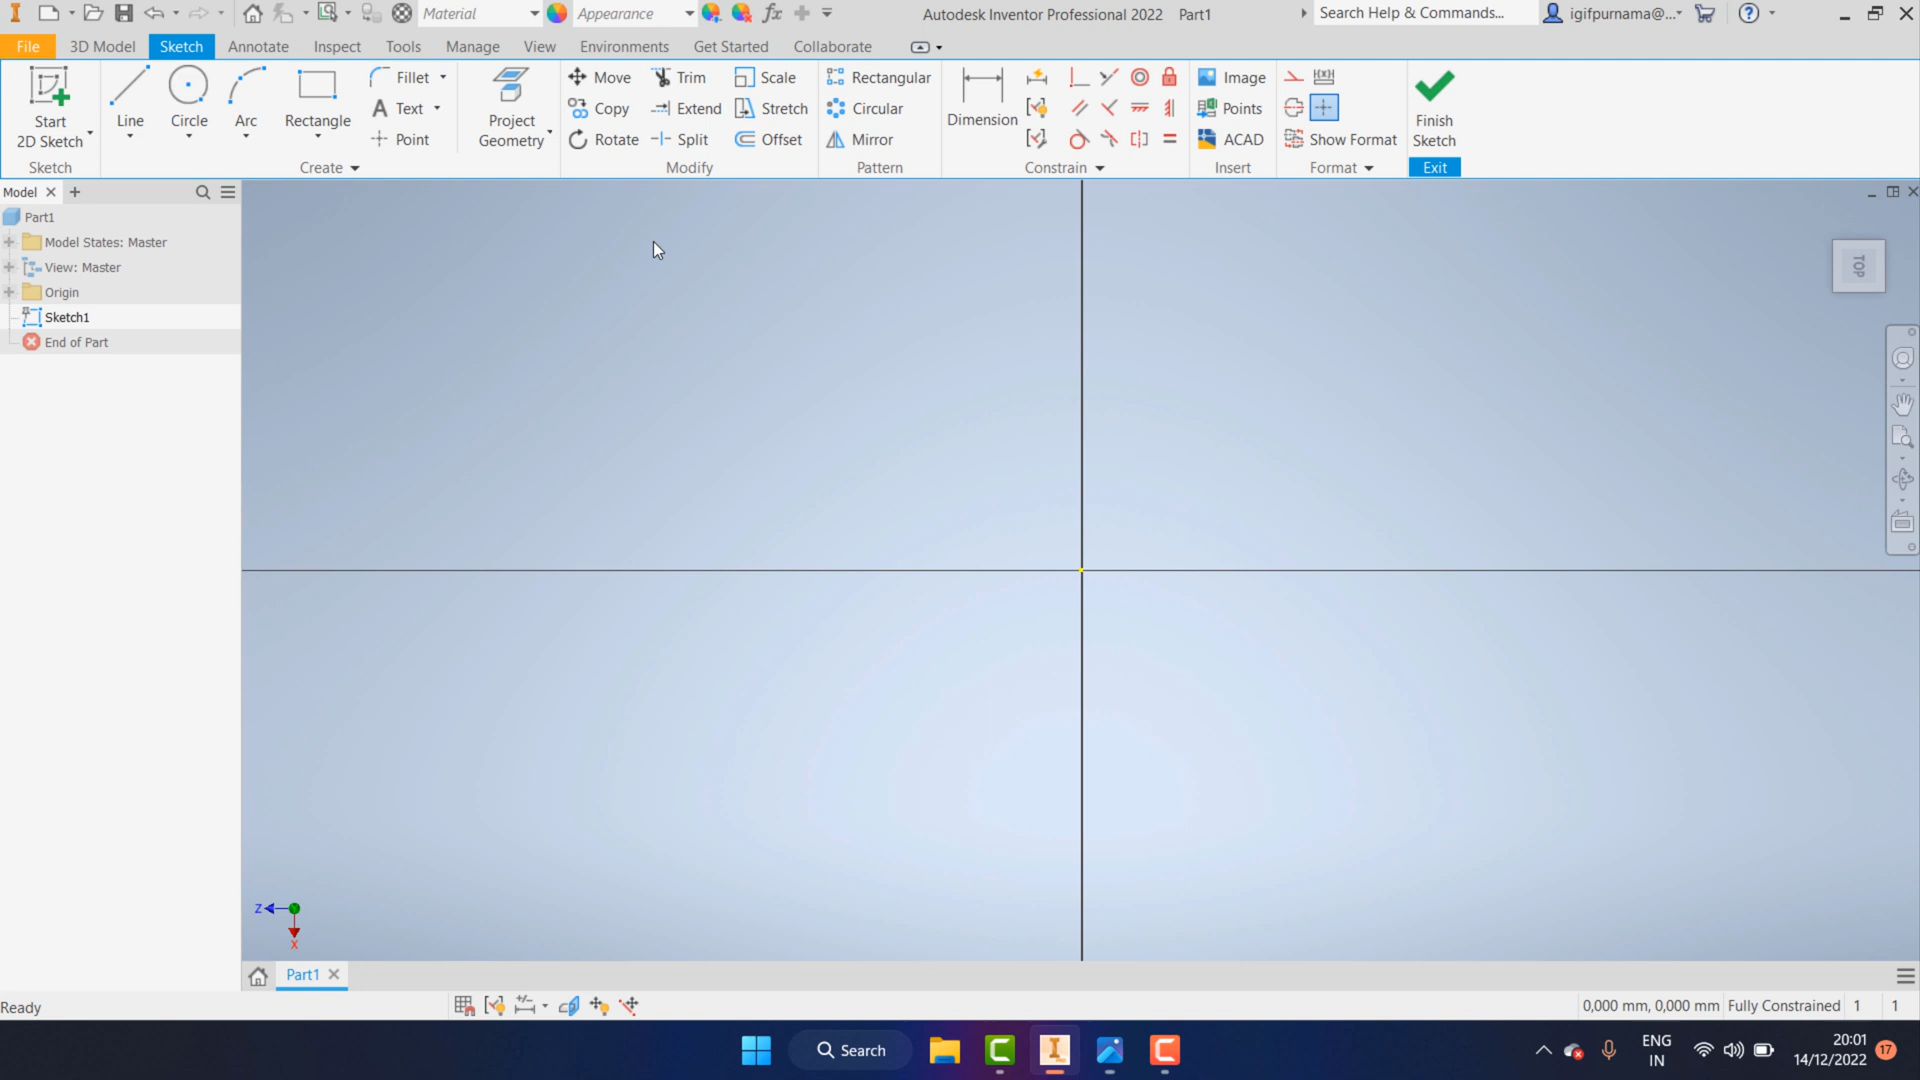 Material
Appearance
fx
Autodesk Inventor Professional 2022 Part1
Search Help & Commands...
igifpurnama@...
File 3D Model Sketch Annotate Inspect Tools Manage View Environments Get Started Collaborate
Start
2D Sketch
Line
Circle
Arc
Rectangle
Fillet
Text
Point
Project
Geometry
Move
Copy
Rotate
Trim
Extend
Split
Scale
Stretch
Offset
Rectangular
Circular
Mirror
Dimension
Image
Points
ACAD
Show Format
Finish
Sketch
Sketch Create Modify Pattern Constrain Insert Format Exit
Model
Part1
Model States: Master
View: Master
Origin
Sketch1
End of Part
TOP
Z
X
Part1
Ready
0,000 mm, 0,000 mm Fully Constrained 1 1
Search
ENG
IN
20:01
14/12/2022
17